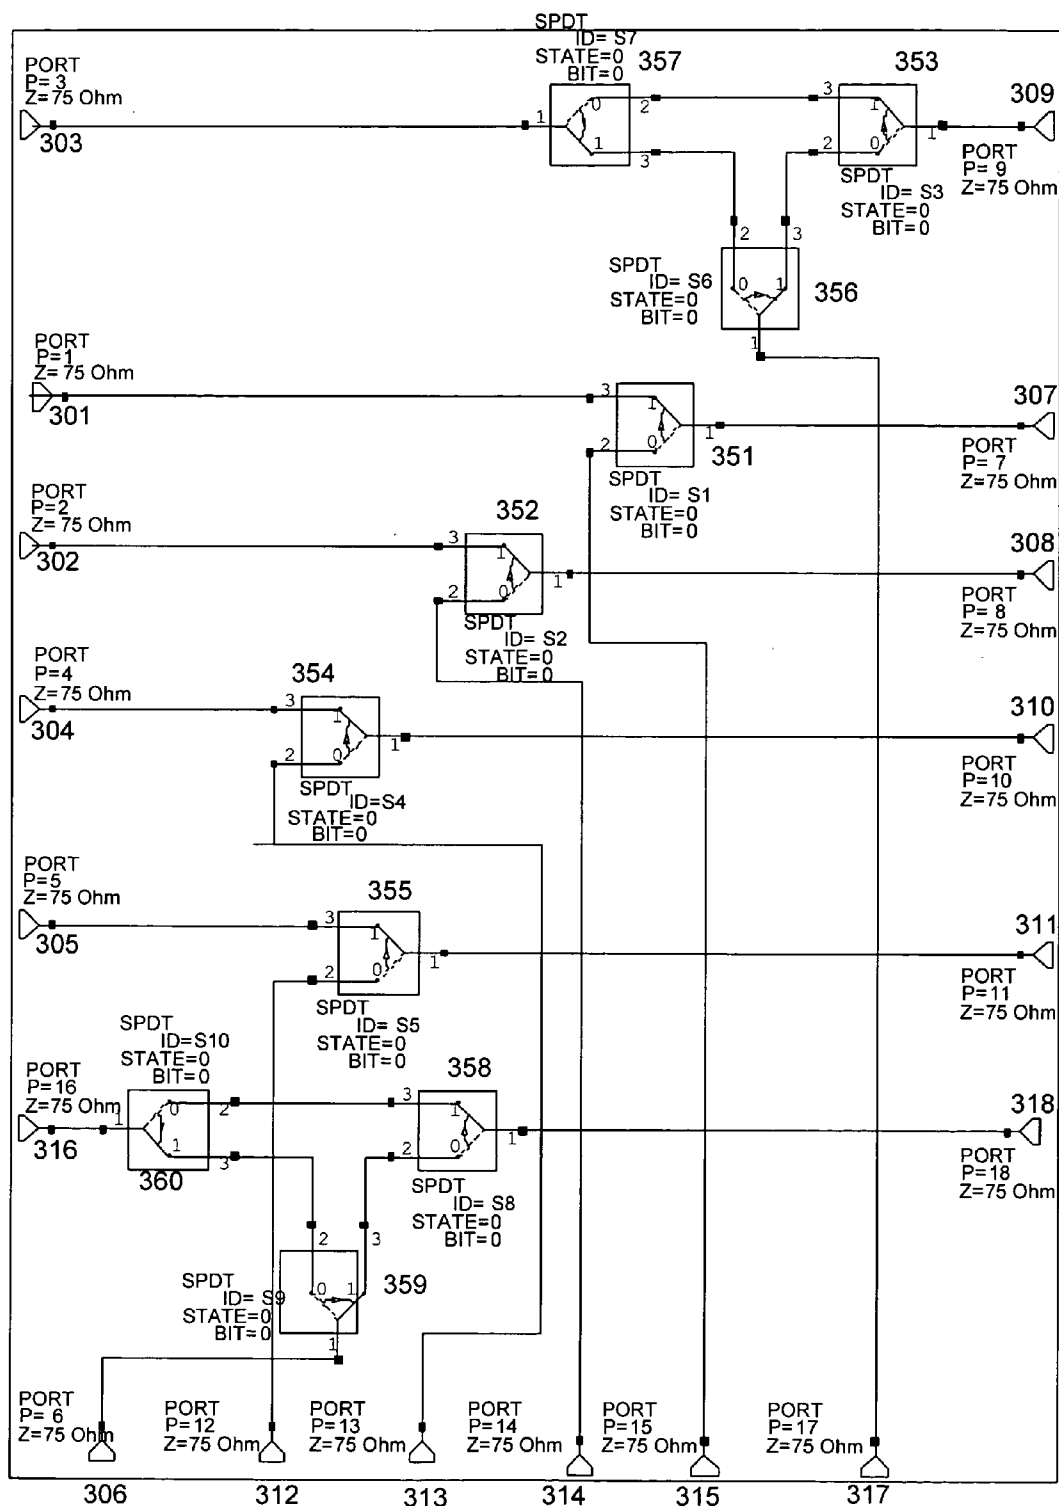 SPDT
ID= S7
STATE=0
BIT=0
357
353
PORT
P= 3
Z=75 Ohm
309
0
2
3
1
1
303
1
1
3
2
0
1
PORT
P= 9
Z=75 Ohm
SPDT
ID= S3
STATE=0
BIT=0
2
3
SPDT
ID= S6
STATE=0
BIT=0
0
1
356
1
PORT
P=1
Z= 75 Ohm
307
3
1
301
0
1
351
2
PORT
P= 7
Z=75 Ohm
SPDT
ID= S1
STATE=0
BIT=0
PORT
P=2
Z= 75 Ohm
352
3
1
308
302
1
2
0
PORT
P= 8
Z=75 Ohm
SPDT
ID= S2
STATE=0
BIT=0
PORT
P=4
Z=75 Ohm
354
3
1
310
304
1
2
0
PORT
P=10
Z=75 Ohm
SPDT
ID=S4
STATE=0
BIT=0
PORT
P=5
Z=75 Ohm
355
3
1
311
305
1
2
0
PORT
P=11
Z=75 Ohm
SPDT
ID= S5
STATE=0
BIT=0
SPDT
ID=S10
STATE=0
BIT=0
358
PORT
P=16
Z=75 Ohm
1
0
2
3
1
318
316
1
3
2
0
1
360
PORT
P=18
Z=75 Ohm
SPDT
ID= S8
STATE=0
BIT=0
2
3
SPDT
ID= S9
STATE=0
BIT=0
0
1
359
1
PORT
P= 6
Z=75 Ohm
PORT
P=12
Z=75 Ohm
PORT
P=13
Z=75 Ohm
PORT
P=14
Z=75 Ohm
PORT
P=15
Z=75 Ohm
PORT
P=17
Z=75 Ohm
306
312
313
314
315
317